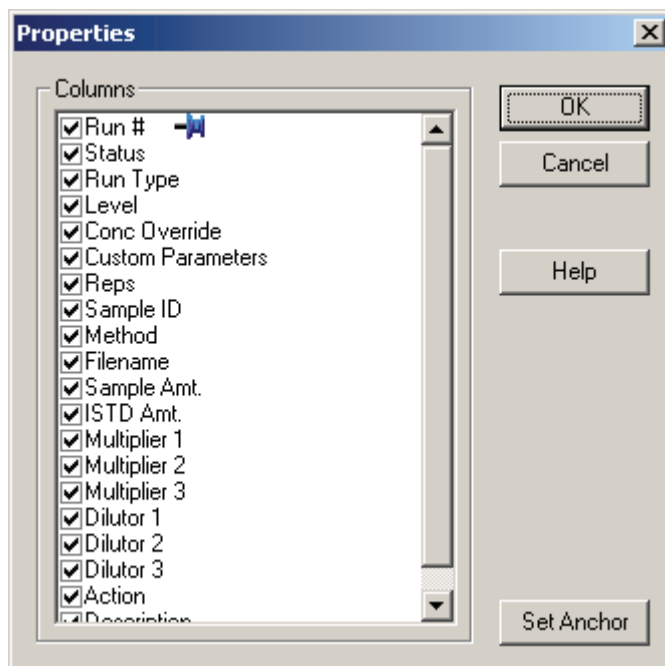 Properties
Columns
Run #
Status
Run Type
Level
Conc Override
Custom Parameters
Reps
Sample ID
Method
Filename
Sample Amt.
ISTD Amt.
Multiplier 1
Multiplier 2
Multiplier 3
Dilutor 1
Dilutor 2
Dilutor 3
Action
Description
OK
Cancel
Help
Set Anchor